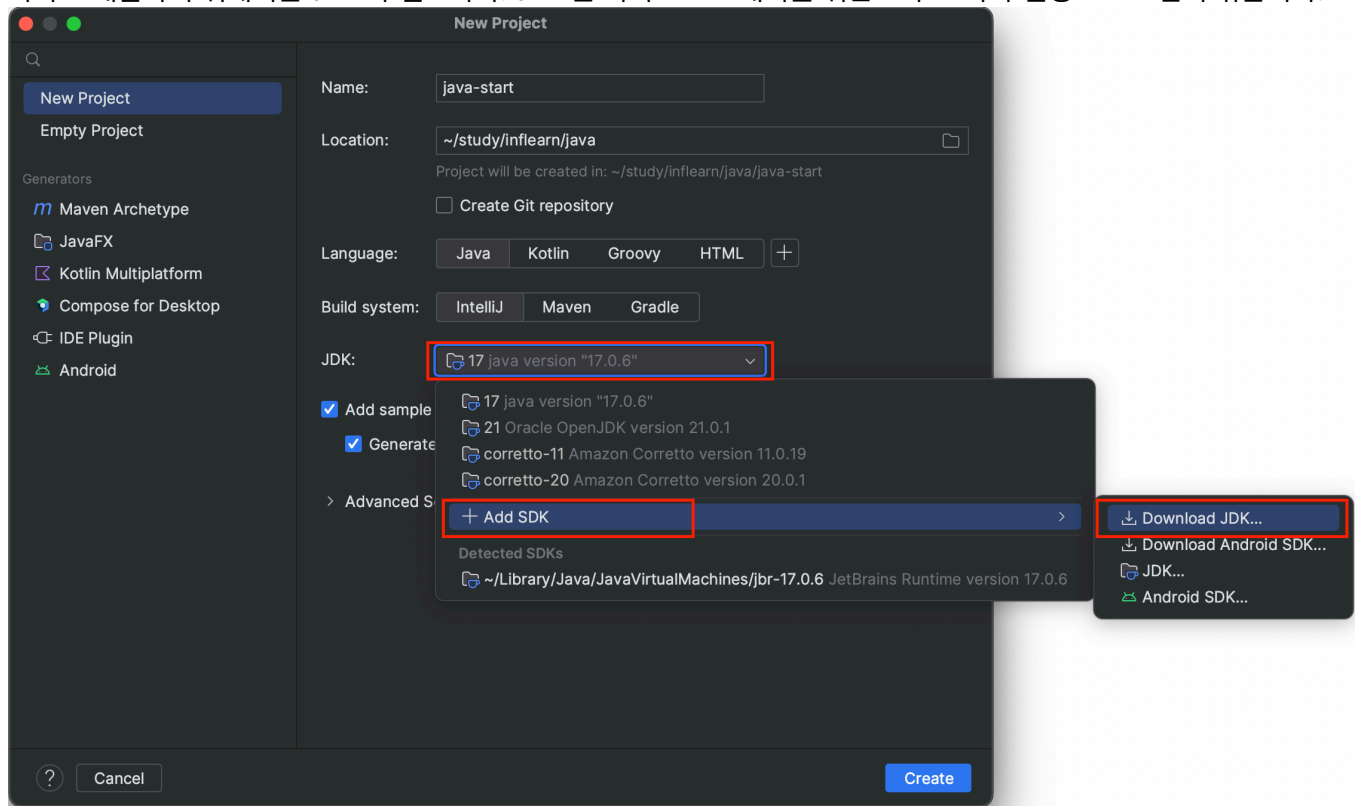 New Project
New Project
Empty Project
Generators
Maven Archetype
JavaFX
Kotlin Multiplatform
Compose for Desktop
IDE Plugin
Android
Name: java-start
Location: ~/study/inflearn/java
Project will be created in: ~/study/inflearn/java/java-start
Create Git repository
Language: Java Kotlin Groovy HTML
Build system: IntelliJ Maven Gradle
JDK: 17 java version "17.0.6"
Add sample
Generate
Advanced S
17 java version "17.0.6"
21 Oracle OpenJDK version 21.0.1
corretto-11 Amazon Corretto version 11.0.19
corretto-20 Amazon Corretto version 20.0.1
+ Add SDK >
Detected SDKs
~/Library/Java/JavaVirtualMachines/jbr-17.0.6 JetBrains Runtime version 17.0.6
Download JDK...
Download Android SDK...
JDK...
Android SDK...
? Cancel Create